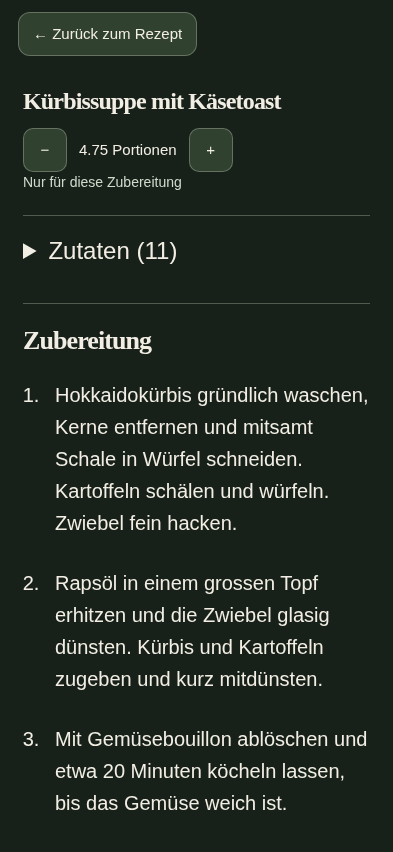 ← Zurück zum Rezept
Kürbissuppe mit Käsetoast
− 4.75 Portionen +
Nur für diese Zubereitung
▶ Zutaten (11)
Zubereitung
1. Hokkaidokürbis gründlich waschen,
Kerne entfernen und mitsamt
Schale in Würfel schneiden.
Kartoffeln schälen und würfeln.
Zwiebel fein hacken.
2. Rapsöl in einem grossen Topf
erhitzen und die Zwiebel glasig
dünsten. Kürbis und Kartoffeln
zugeben und kurz mitdünsten.
3. Mit Gemüsebouillon ablöschen und
etwa 20 Minuten köcheln lassen,
bis das Gemüse weich ist.